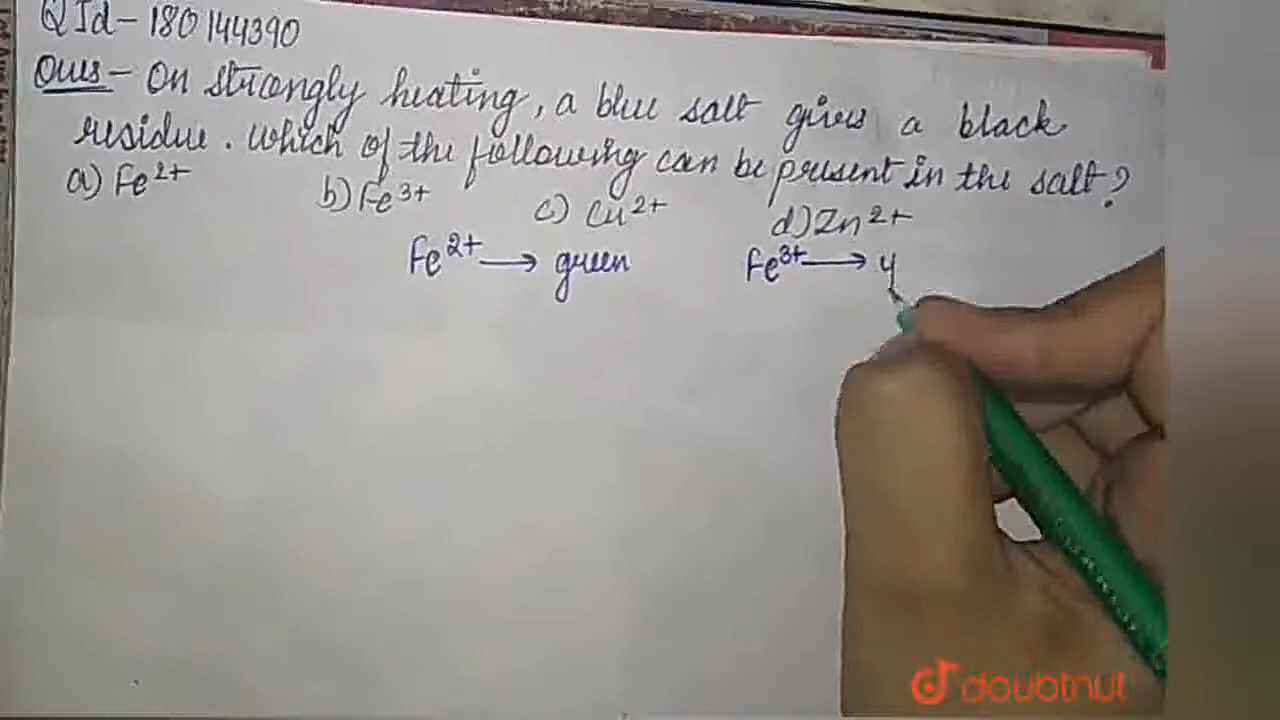 Q Id - 180144390
Ques - On strongly heating, a blue salt gives a black
residue. which of the following can be present in the salt?
a) Fe2+ b) Fe3+ c) Cu2+ d) Zn2+
Fe2+ → green Fe3+ → y
doubtnut